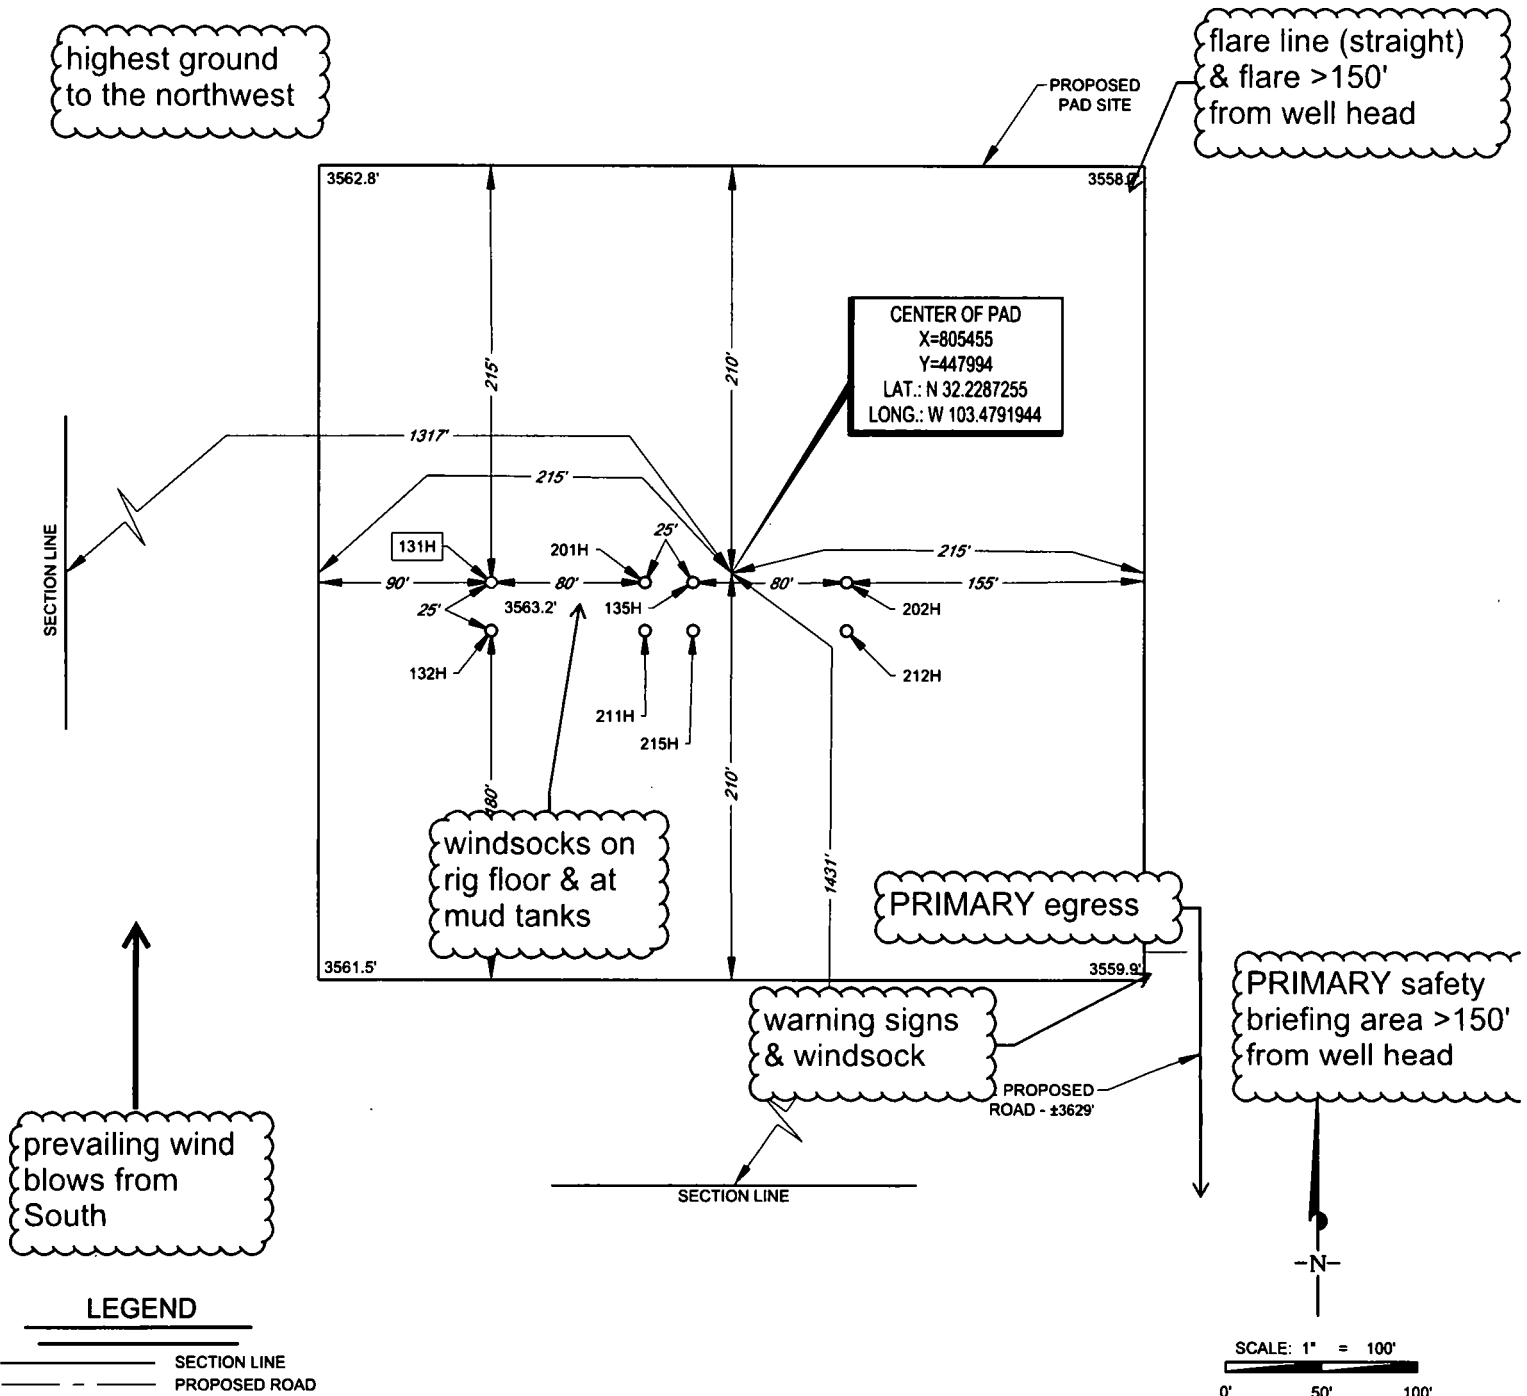 highest ground
to the northwest
flare line (straight)
& flare >150'
from well head
PROPOSED
PAD SITE
3562.8'
3558.
215'
210'
CENTER OF PAD
X=805455
Y=447994
LAT.: N 32.2287255
LONG.: W 103.4791944
1317'
215'
SECTION LINE
131H
201H
25'
215'
90'
80'
80'
155'
25'
3563.2'
135H
202H
132H
212H
211H
215H
180'
210'
1431'
windsocks on
rig floor & at
mud tanks
PRIMARY egress
3561.5'
3559.9'
PRIMARY safety
briefing area >150'
from well head
warning signs
& windsock
PROPOSED
ROAD - ±3629'
prevailing wind
blows from
South
SECTION LINE
-N-
LEGEND
SECTION LINE
PROPOSED ROAD
SCALE: 1" = 100'
0' 50' 100'